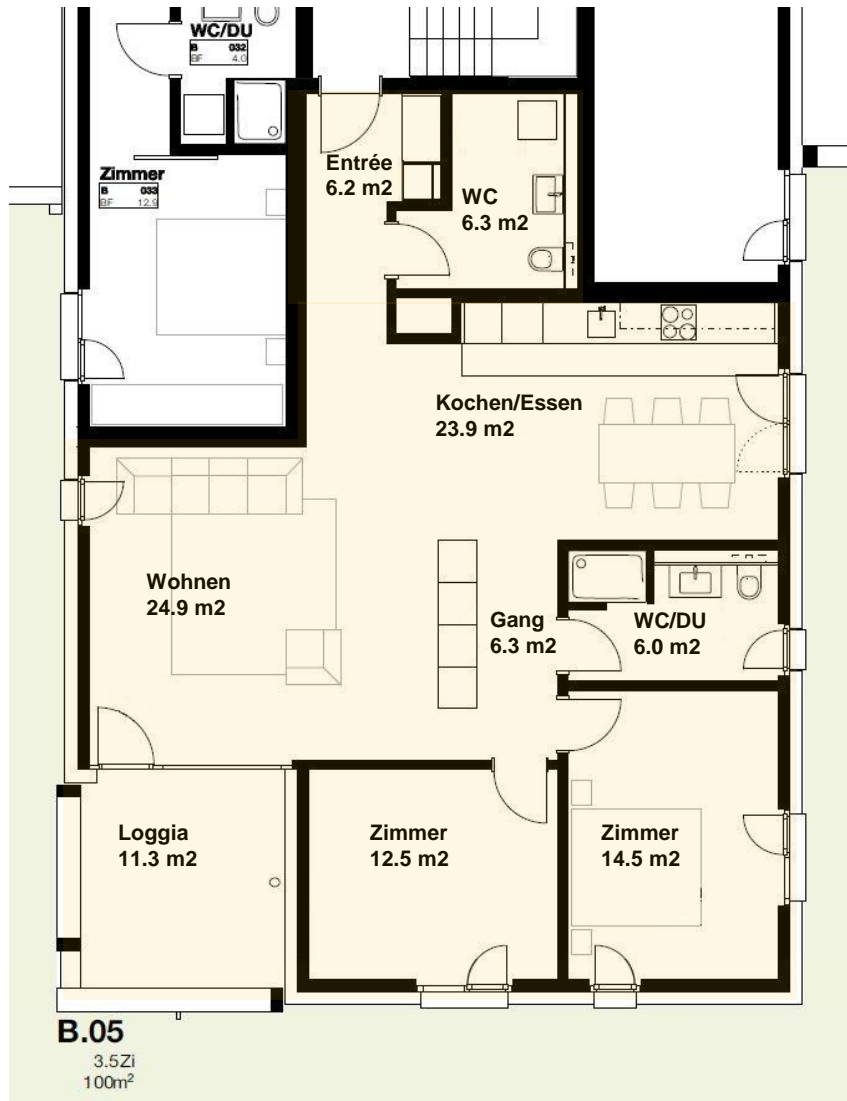 WC/DU
B 032
BF 4.0
Zimmer
B 033
BF 12.9
Entrée
6.2 m2
WC
6.3 m2
Kochen/Essen
23.9 m2
Wohnen
24.9 m2
Gang
6.3 m2
WC/DU
6.0 m2
Loggia
11.3 m2
Zimmer
12.5 m2
Zimmer
14.5 m2
B.05
3.5Zi
100m²